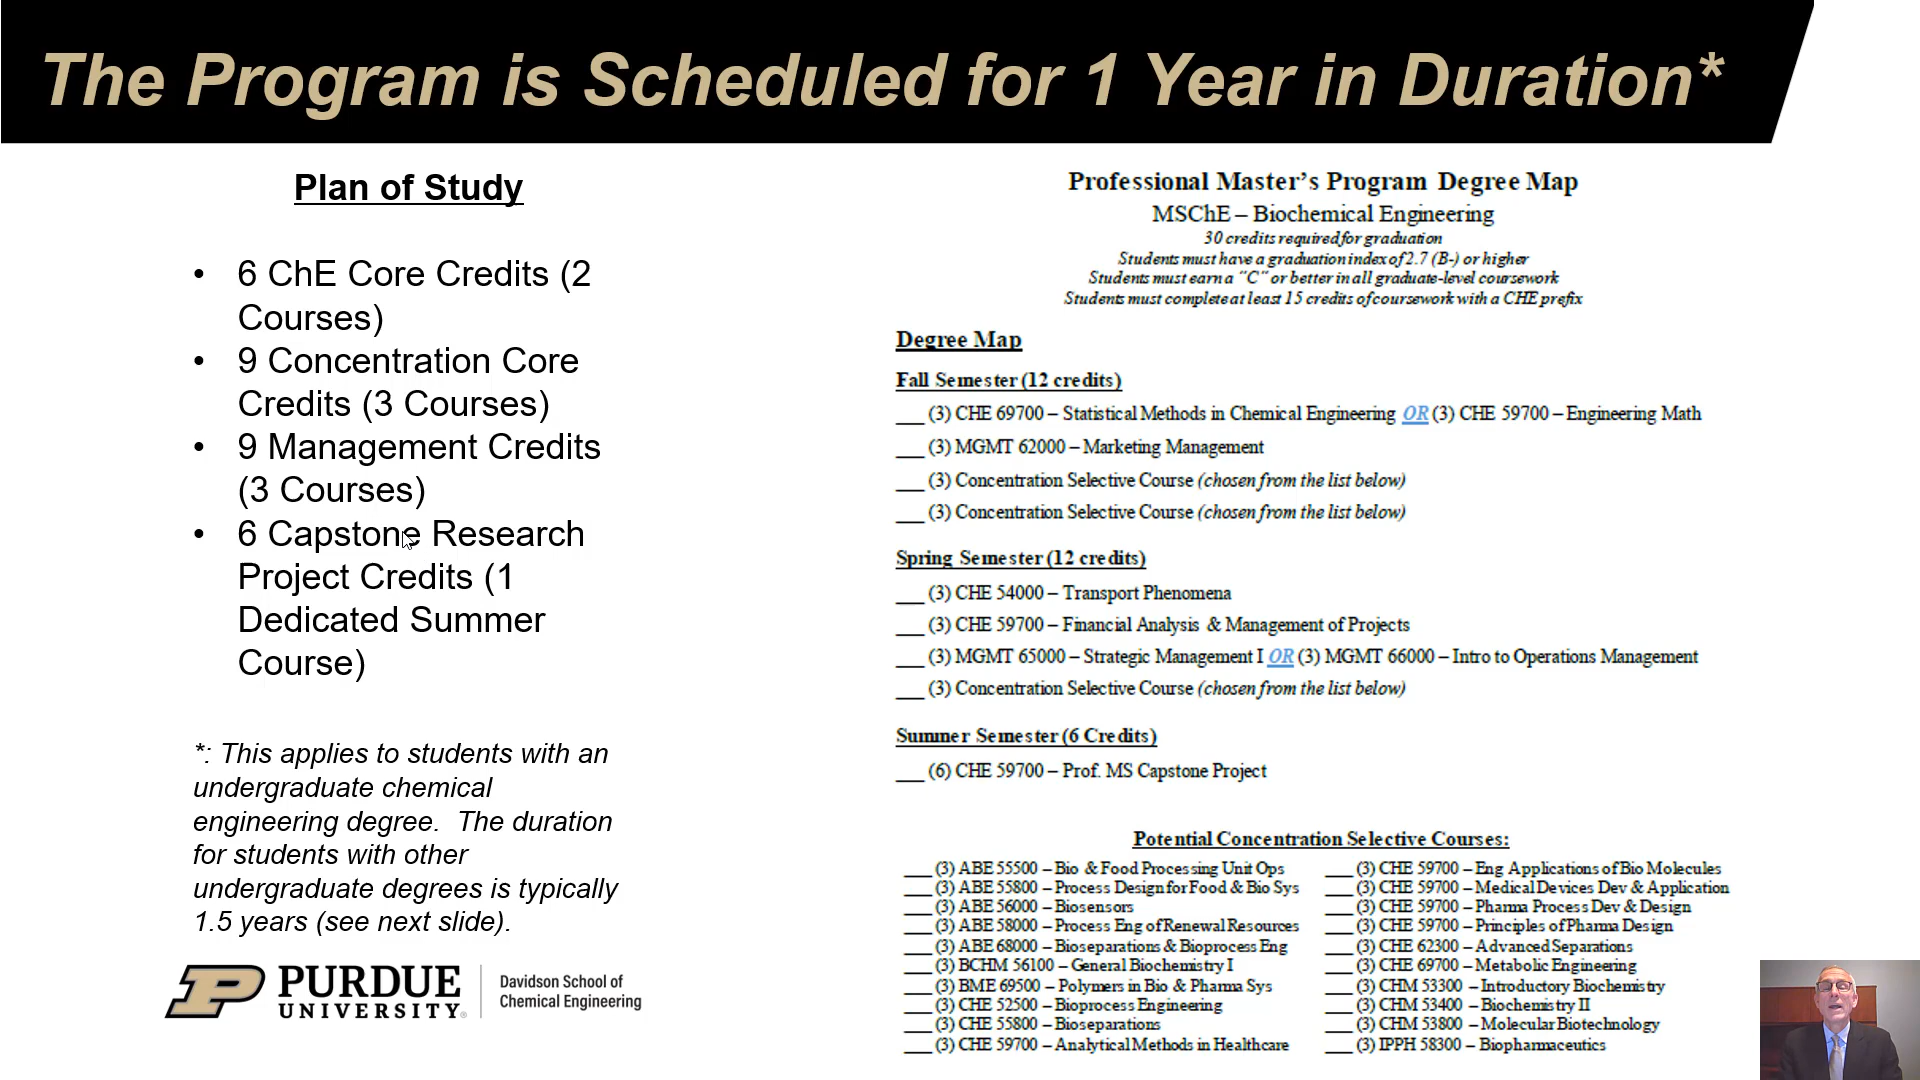 The Program is Scheduled for 1 Year in Duration*
Plan of Study
• 6 ChE Core Credits (2
Courses)
• 9 Concentration Core
Credits (3 Courses)
• 9 Management Credits
(3 Courses)
• 6 Capstone Research
Project Credits (1
Dedicated Summer
Course)
*: This applies to students with an
undergraduate chemical
engineering degree.  The duration
for students with other
undergraduate degrees is typically
1.5 years (see next slide).
PURDUE
UNIVERSITY®
Davidson School of
Chemical Engineering
Professional Master's Program Degree Map
MSChE – Biochemical Engineering
30 credits required for graduation
Students must have a graduation index of 2.7 (B-) or higher
Students must earn a "C" or better in all graduate-level coursework
Students must complete at least 15 credits of coursework with a CHE prefix
Degree Map
Fall Semester (12 credits)
___ (3) CHE 69700 – Statistical Methods in Chemical Engineering OR (3) CHE 59700 – Engineering Math
___ (3) MGMT 62000 – Marketing Management
___ (3) Concentration Selective Course (chosen from the list below)
___ (3) Concentration Selective Course (chosen from the list below)
Spring Semester (12 credits)
___ (3) CHE 54000 – Transport Phenomena
___ (3) CHE 59700 – Financial Analysis & Management of Projects
___ (3) MGMT 65000 – Strategic Management I OR (3) MGMT 66000 – Intro to Operations Management
___ (3) Concentration Selective Course (chosen from the list below)
Summer Semester (6 Credits)
___ (6) CHE 59700 – Prof. MS Capstone Project
Potential Concentration Selective Courses:
___ (3) ABE 55500 – Bio & Food Processing Unit Ops
___ (3) ABE 55800 – Process Design for Food & Bio Sys
___ (3) ABE 56000 – Biosensors
___ (3) ABE 58000 – Process Eng of Renewal Resources
___ (3) ABE 68000 – Bioseparations & Bioprocess Eng
___ (3) BCHM 56100 – General Biochemistry I
___ (3) BME 69500 – Polymers in Bio & Pharma Sys
___ (3) CHE 52500 – Bioprocess Engineering
___ (3) CHE 55800 – Bioseparations
___ (3) CHE 59700 – Analytical Methods in Healthcare
___ (3) CHE 59700 – Eng Applications of Bio Molecules
___ (3) CHE 59700 – Medical Devices Dev & Application
___ (3) CHE 59700 – Pharma Process Dev & Design
___ (3) CHE 59700 – Principles of Pharma Design
___ (3) CHE 62300 – Advanced Separations
___ (3) CHE 69700 – Metabolic Engineering
___ (3) CHM 53300 – Introductory Biochemistry
___ (3) CHM 53400 – Biochemistry II
___ (3) CHM 53800 – Molecular Biotechnology
___ (3) IPPH 58300 – Biopharmaceutics